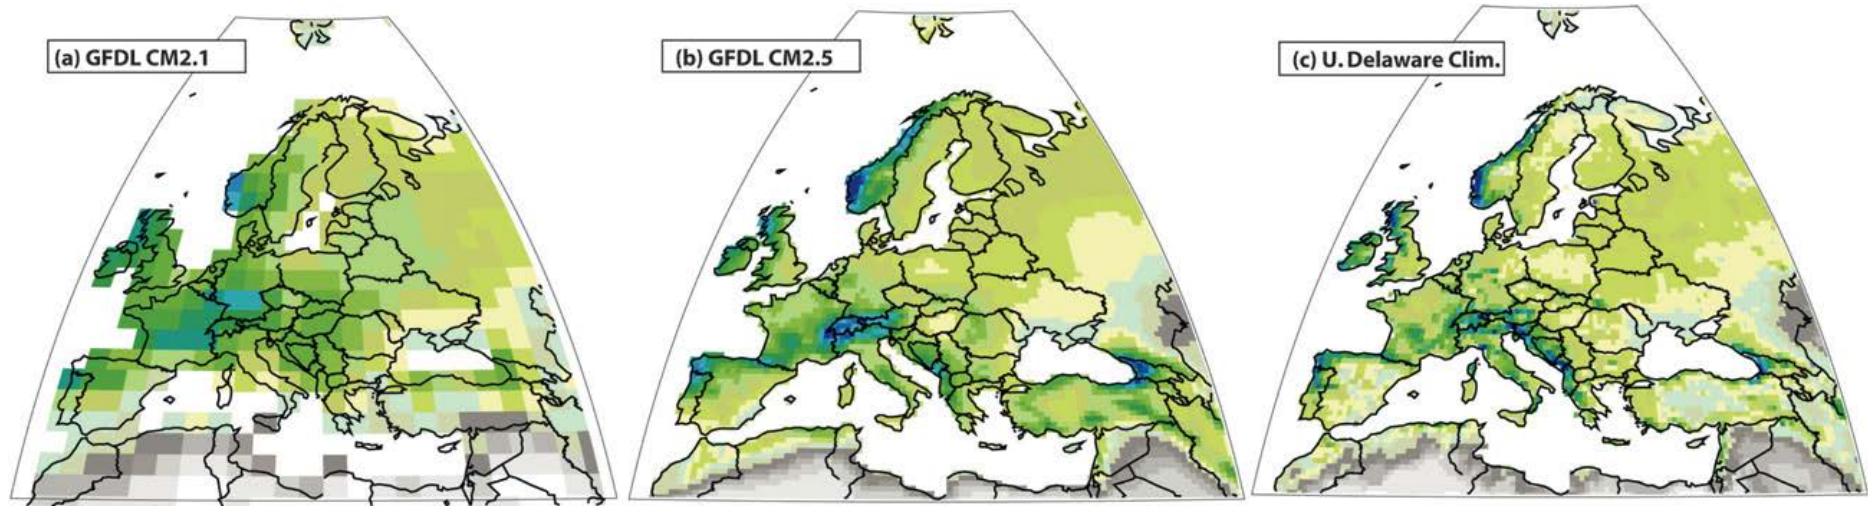 (a) GFDL CM2.1
(b) GFDL CM2.5
(c) U. Delaware Clim.